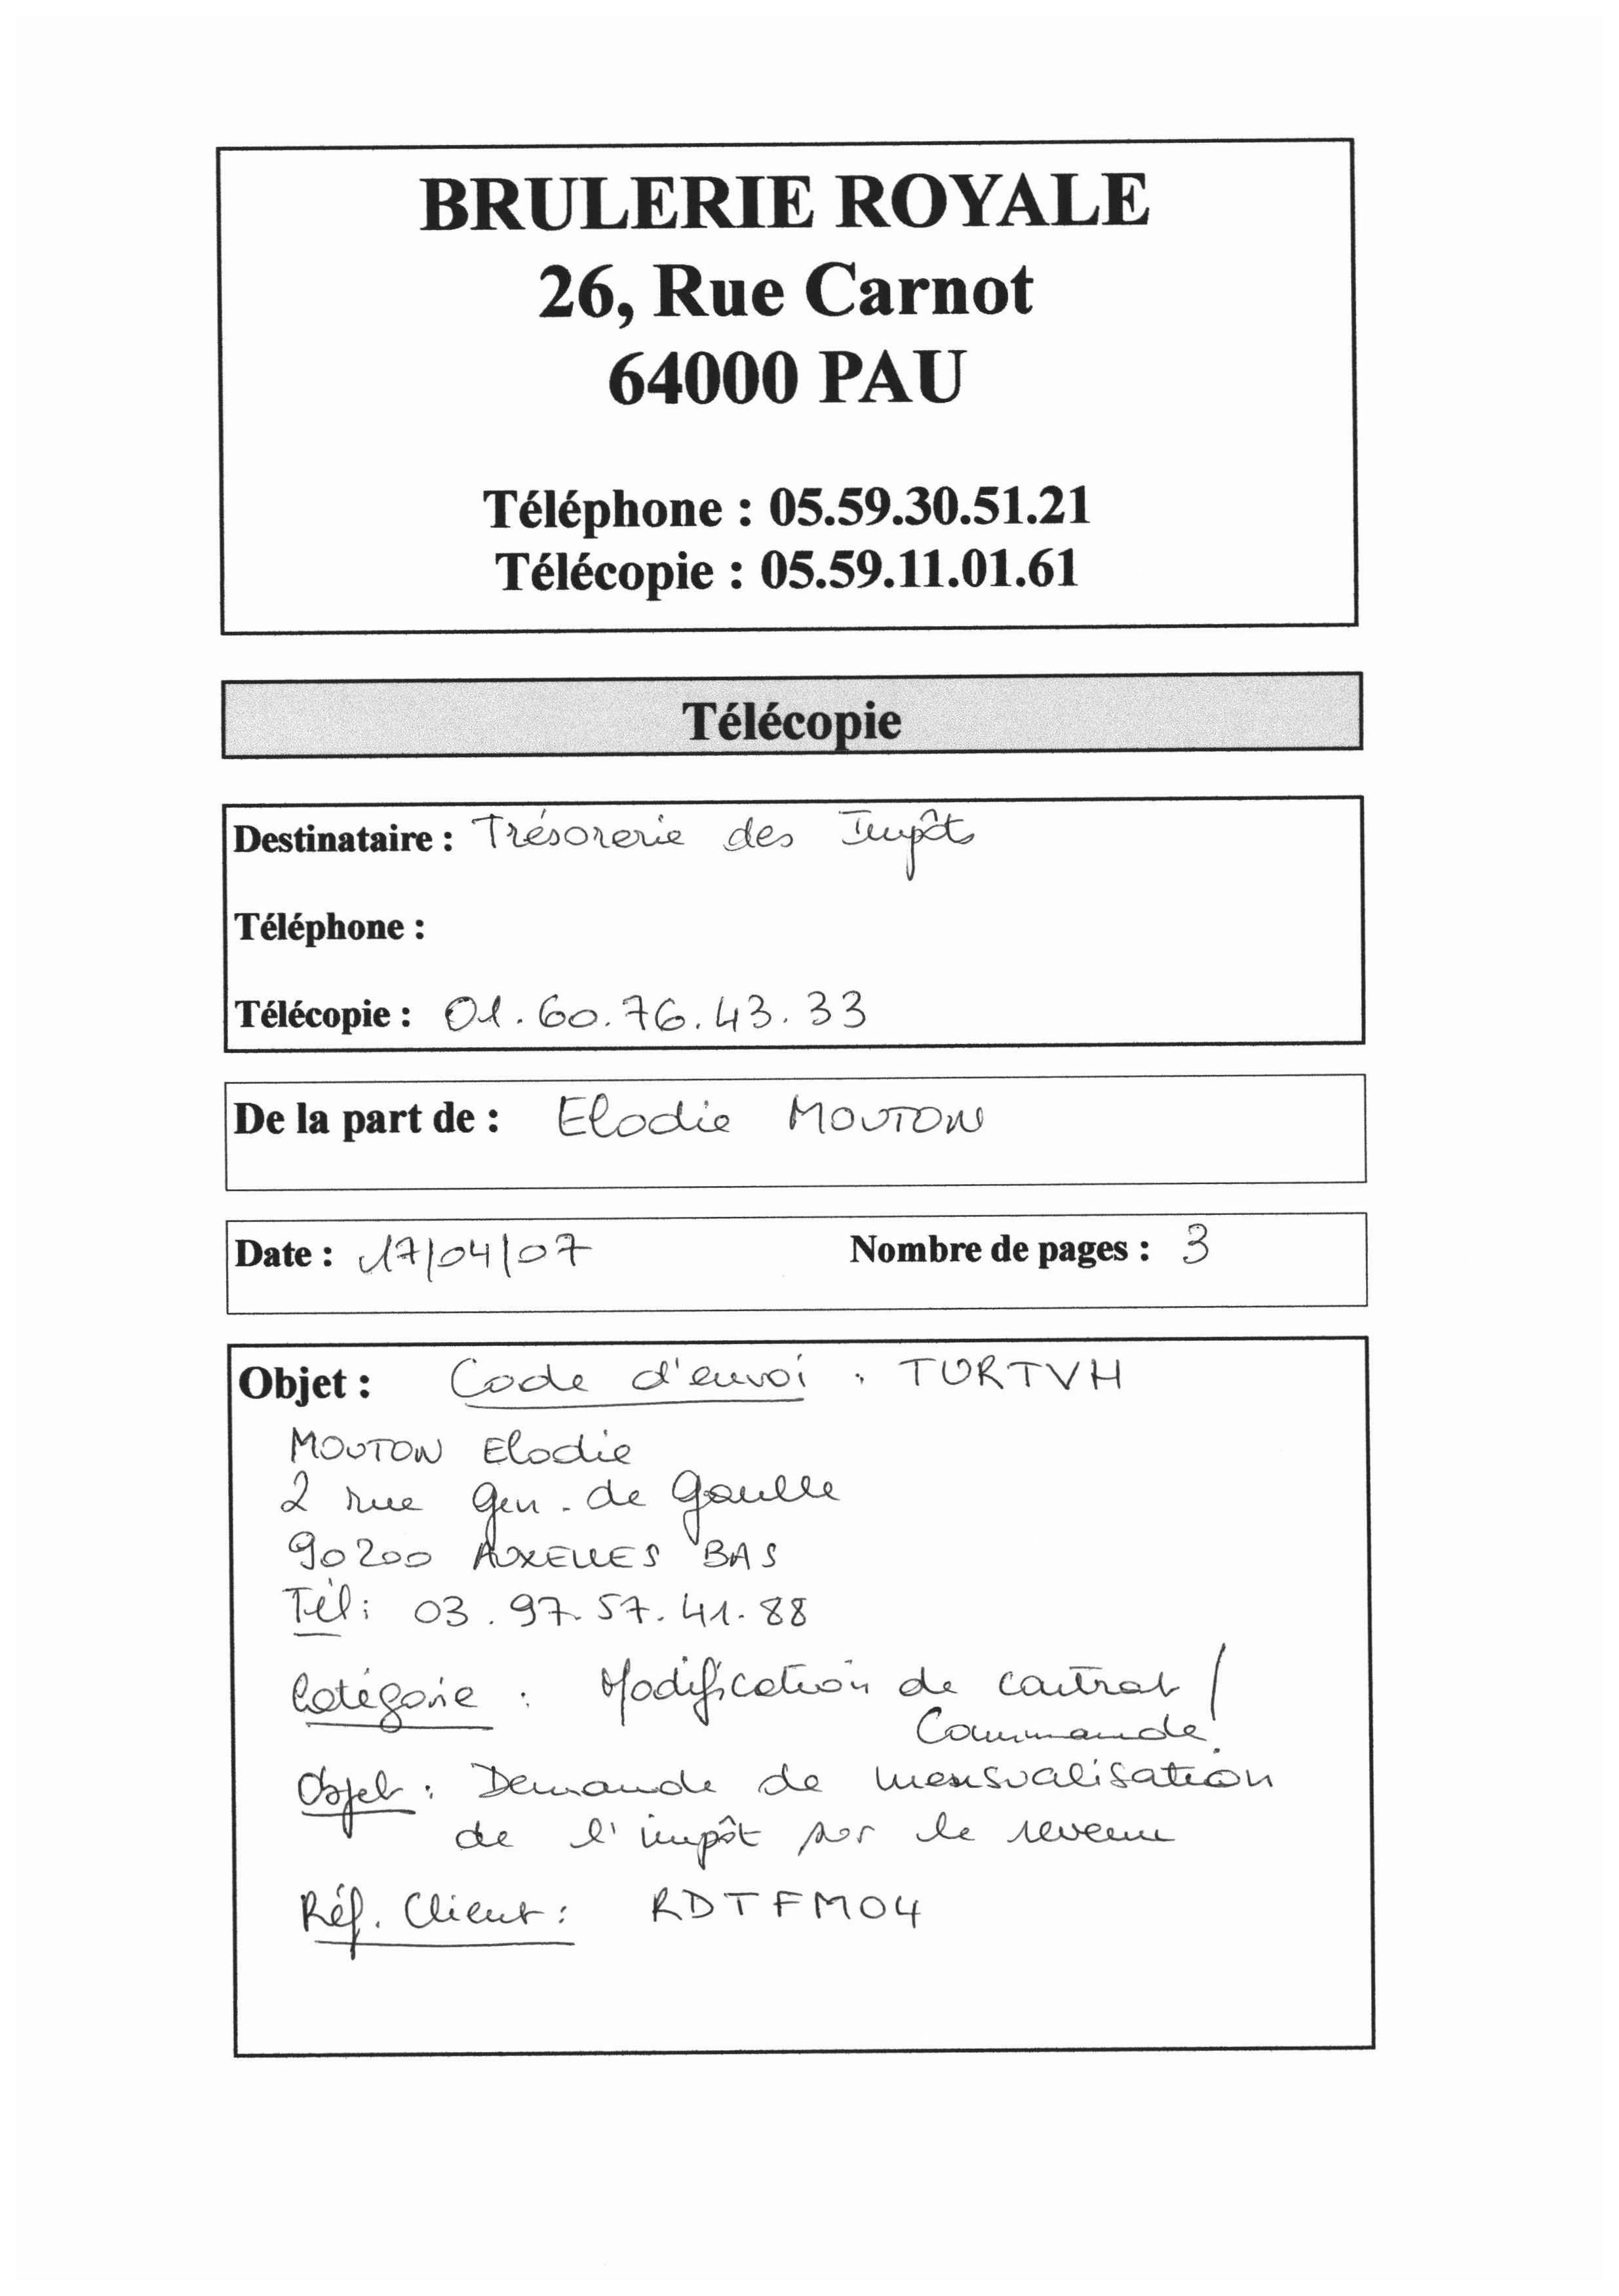 BRULERIE ROYALE
26, Rue Carnot
64000 PAU
Téléphone : 05.59.30.51.21
Télécopie : 05.59.11.01.61
Télécopie
Destinataire : Trésorerie des Impôts
Téléphone :
Télécopie : 01.60.76.43.33
De la part de : Elodie MOUTON
Date : 17/04/07 Nombre de pages : 3
Objet : Code d'envoi : TURTVH
MOUTON Elodie
2 rue gen. de Gaulle
90200 AUXELLES BAS
Tél : 03.97.57.41.88
Catégorie : Modification de contrat /
Commande.
Objet : Demande de mensualisation
de l'impôt sur le revenu
Réf. Client : RDTFM04